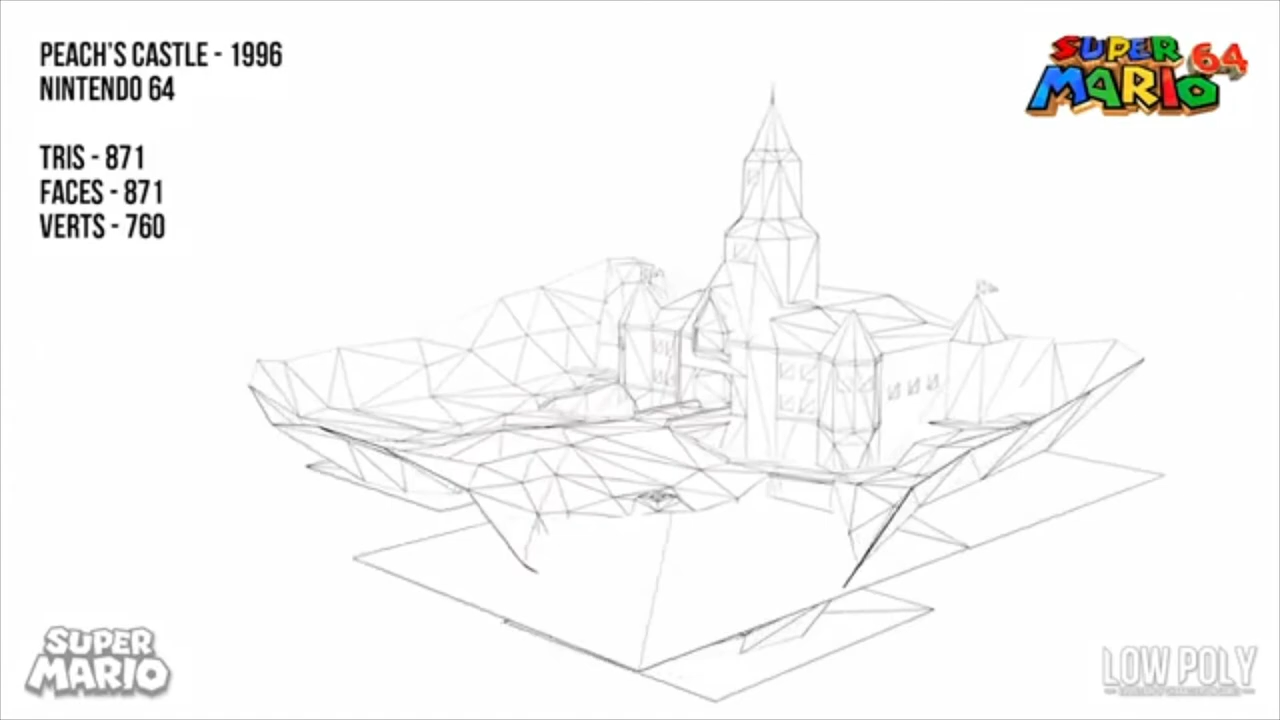 PEACH'S CASTLE - 1996
NINTENDO 64
TRIS - 871
FACES - 871
VERTS - 760
SUPER
MARIO 64
SUPER
MARIO
LOW POLY